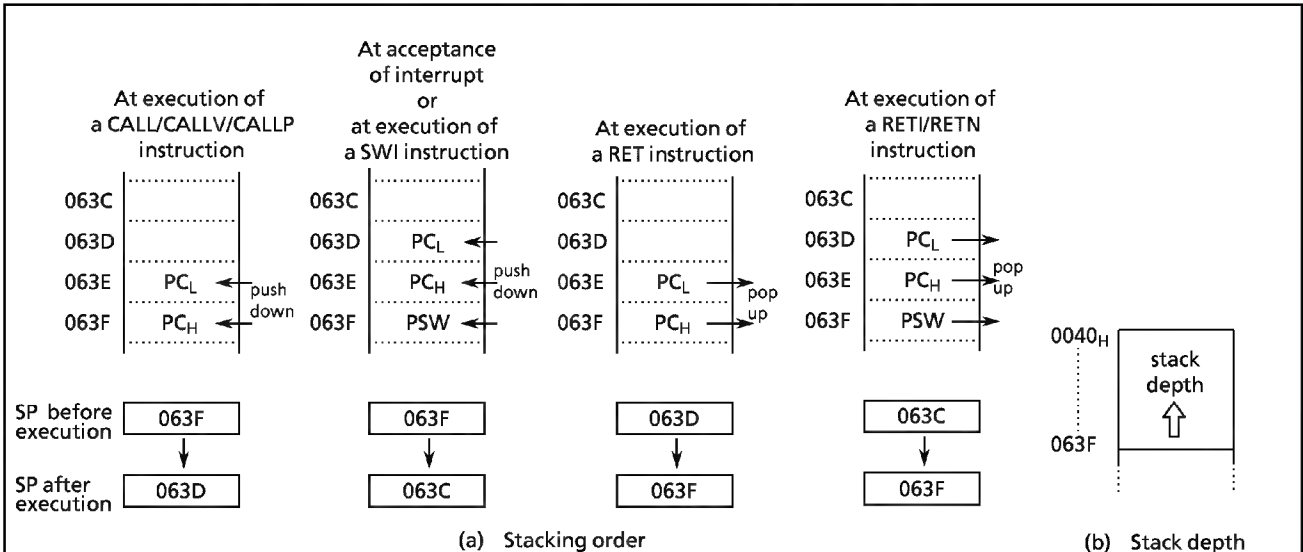 At execution of
a CALL/CALLV/CALLP
instruction
063C
063D
063E PCL
063F PCH
push
down
At acceptance
of interrupt
or
at execution of
a SWI instruction
063C
063D PCL
063E PCH
063F PSW
push
down
At execution of
a RET instruction
063C
063D
063E PCL
063F PCH
pop
up
At execution of
a RETI/RETN
instruction
063C
063D PCL
063E PCH
063F PSW
pop
up
SP before
execution
063F
063F
063D
063C
SP after
execution
063D
063C
063F
063F
(a) Stacking order
0040H
stack
depth
063F
(b) Stack depth